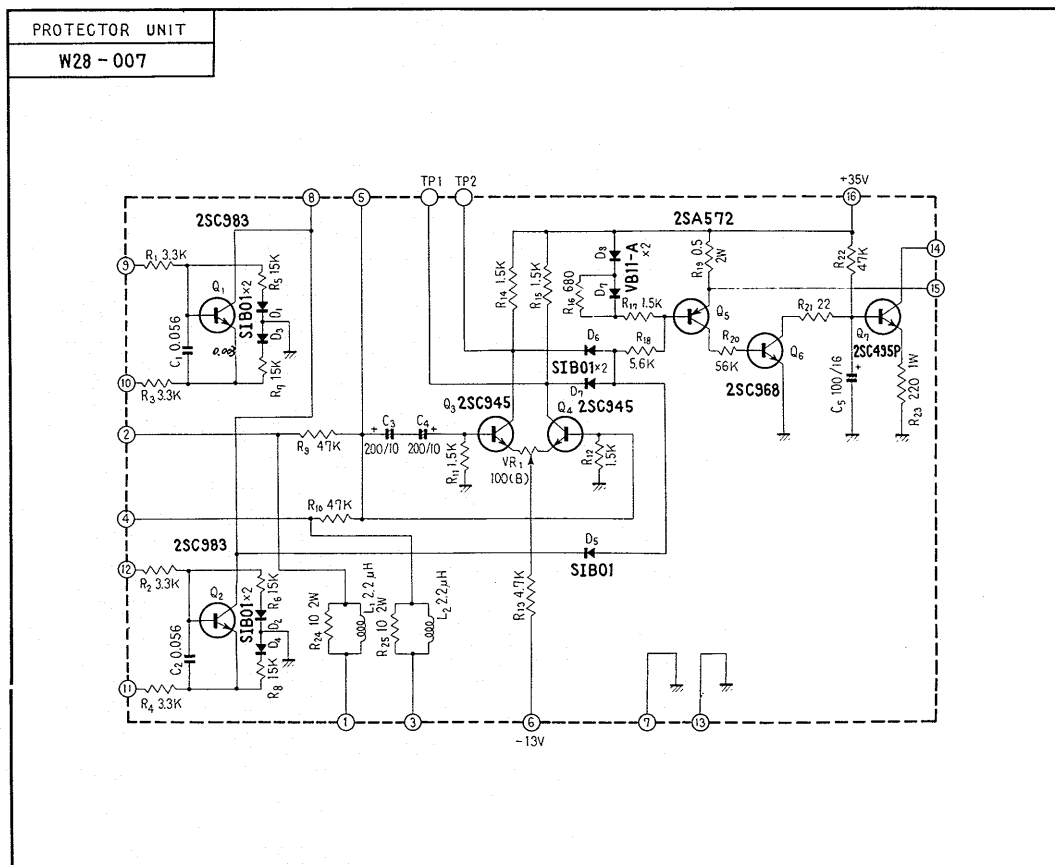 PROTECTOR UNIT
W28-007
8
5
TP1
TP2
+35V
16
2SC983
2SA572
9
R1 3.3K
R5 15K
Q1
SIB01×2
D1
D3
C1 0.056
0.003
R7 15K
10
R3 3.3K
R14 1.5K
R15 1.5K
D8
VB11-A
×2
R16 680
D7
R17 1.5K
R19 0.5
2W
Q5
R22
47K
14
15
R21 22
Q7
2SC495P
D6
R18
5.6K
SIB01×2
D7
R20
56K
Q6
2SC968
C5 100/16
+
R23 220 1W
Q3
2SC945
Q4
2SC945
2
R9 47K
+
C3
200/10
C4
+
200/10
R11 1.5K
VR1
100(B)
R12
1.5K
4
R10 47K
2SC983
D5
SIB01
12
R2 3.3K
R6 15K
Q2
SIB01×2
D2
D4
C2 0.056
R8 15K
11
R4 3.3K
R24 10 2W
L1 2.2μH
R25 10 2W
L2 2.2μH
R13 4.7K
1
3
6
-13V
7
13